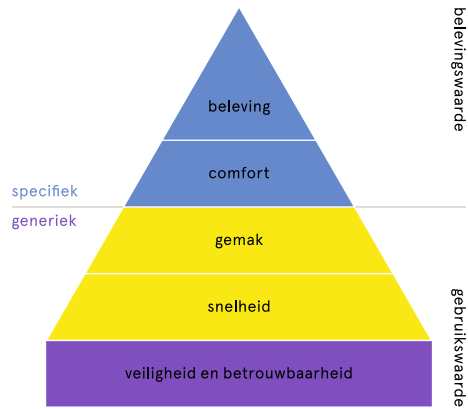 belevingswaarde
beleving
comfort
specifiek
generiek
gemak
snelheid
gebruikswaarde
veiligheid en betrouwbaarheid